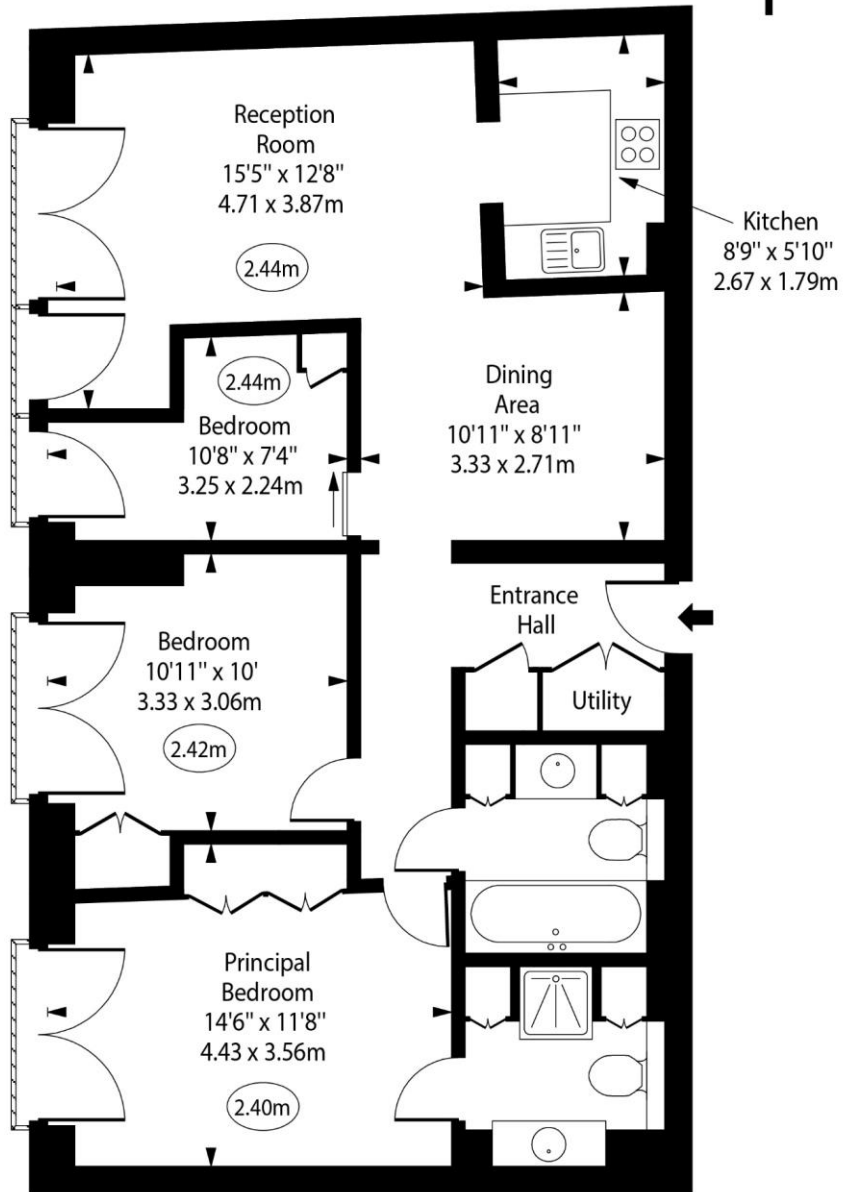 Reception
Room
15'5" x 12'8"
4.71 x 3.87m
2.44m
Kitchen
8'9" x 5'10"
2.67 x 1.79m
2.44m
Bedroom
10'8" x 7'4"
3.25 x 2.24m
Dining
Area
10'11" x 8'11"
3.33 x 2.71m
Entrance
Hall
Utility
Bedroom
10'11" x 10'
3.33 x 3.06m
2.42m
Principal
Bedroom
14'6" x 11'8"
4.43 x 3.56m
2.40m